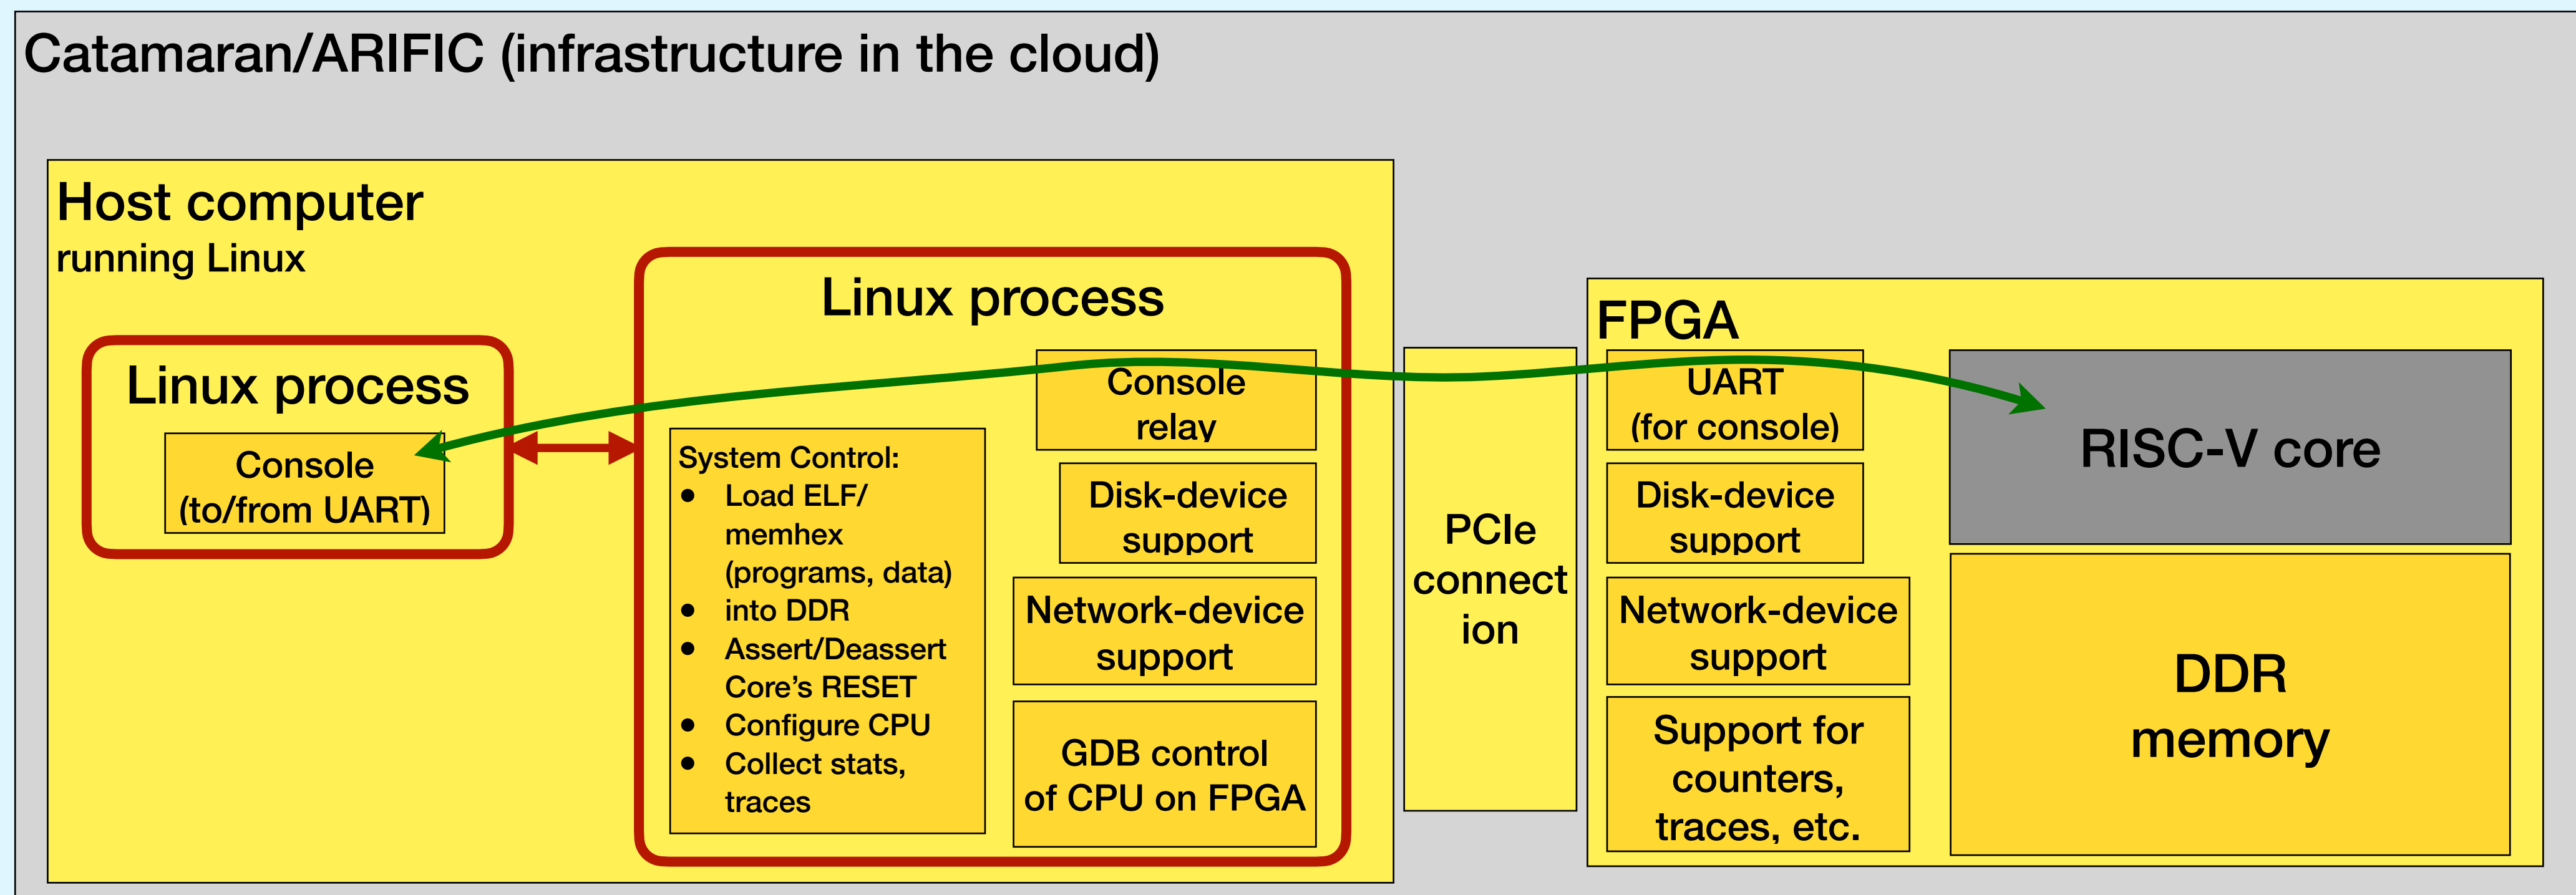 Catamaran/ARIFIC (infrastructure in the cloud)
Host computer
running Linux
Linux process
Console
(to/from UART)
Linux process
System Control:
● Load ELF/
memhex
(programs, data)
● into DDR
● Assert/Deassert
Core’s RESET
● Configure CPU
● Collect stats,
traces
Console
relay
Disk-device
support
Network-device
support
GDB control
of CPU on FPGA
PCIe
connect
ion
FPGA
UART
(for console)
Disk-device
support
Network-device
support
Support for
counters,
traces, etc.
RISC-V core
DDR
memory